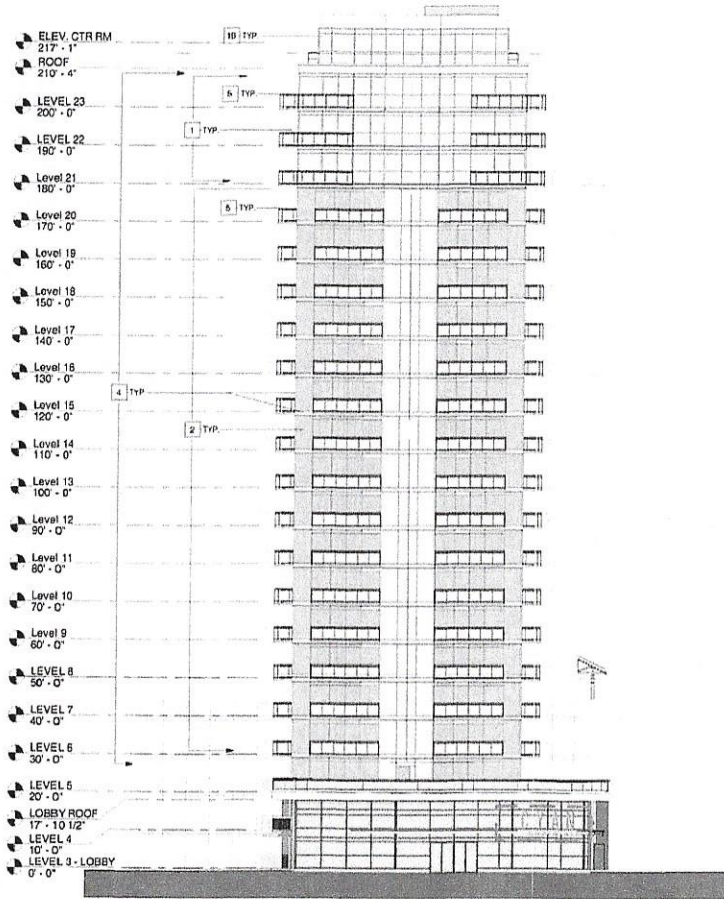 ELEV. CTR RM
217' - 1"
10 TYP
ROOF
210' - 4"
5 TYP.
LEVEL 23
200' - 0"
1 TYP.
LEVEL 22
190' - 0"
Level 21
180' - 0"
5 TYP.
Level 20
170' - 0"
Level 19
160' - 0"
Level 18
150' - 0"
Level 17
140' - 0"
Level 16
130' - 0"
4 TYP
Level 15
120' - 0"
2 TYP.
Level 14
110' - 0"
Level 13
100' - 0"
Level 12
90' - 0"
Level 11
80' - 0"
Level 10
70' - 0"
Level 9
60' - 0"
LEVEL 8
50' - 0"
LEVEL 7
40' - 0"
LEVEL 6
30' - 0"
LEVEL 5
20' - 0"
LOBBY ROOF
17' - 10 1/2"
LEVEL 4
10' - 0"
LEVEL 3 - LOBBY
0' - 0"